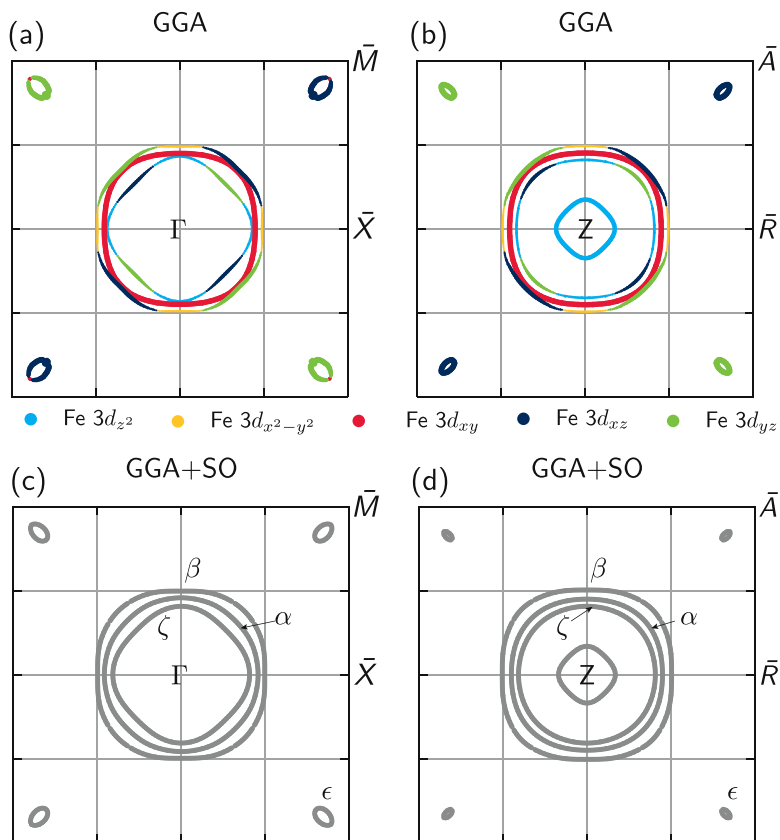 (a) GGA (b) GGA
M̄ Ā
Γ X̄ Z R̄
Fe 3d_{z²} Fe 3d_{x²−y²} Fe 3d_{xy} Fe 3d_{xz} Fe 3d_{yz}
(c) GGA+SO (d) GGA+SO
M̄ Ā
β β
ζ α ζ α
Γ X̄ Z R̄
ϵ ϵ